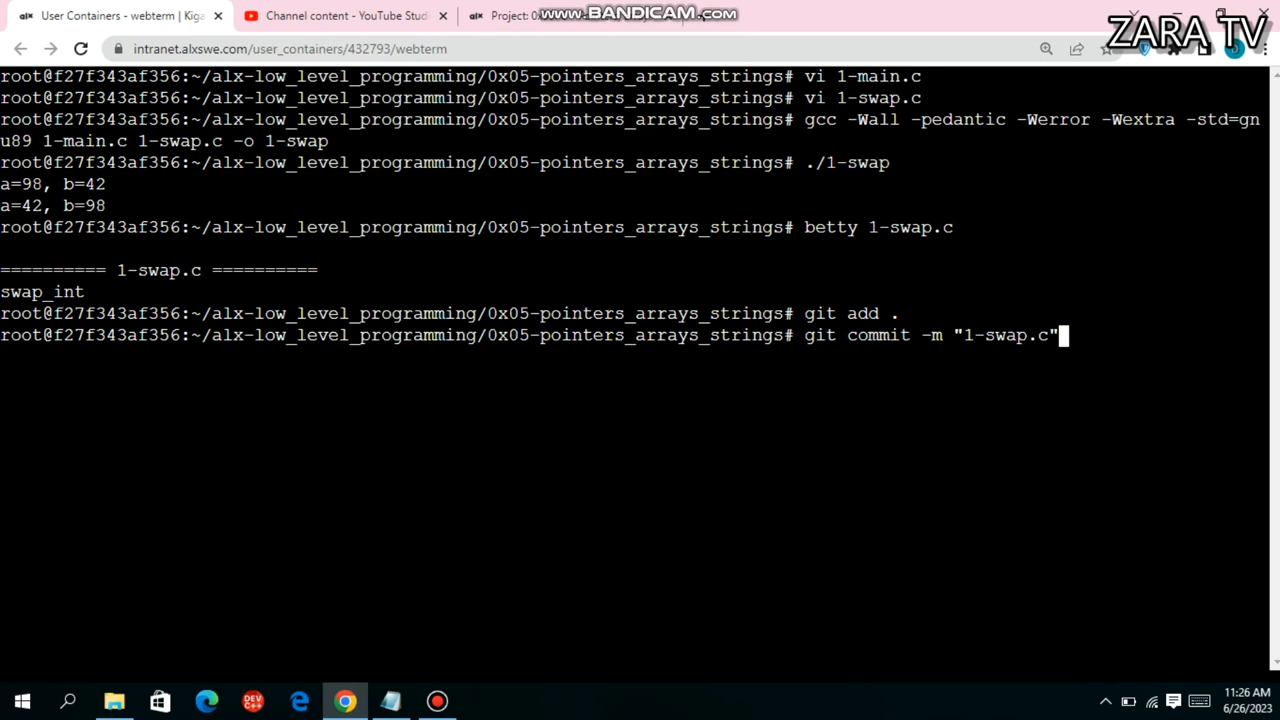 User Containers - webterm | Kiga
Channel content - YouTube Studi
Project: 0
www.BANDICAM.com
ZARA TV
intranet.alxswe.com/user_containers/432793/webterm
root@f27f343af356:~/alx-low_level_programming/0x05-pointers_arrays_strings# vi 1-main.c
root@f27f343af356:~/alx-low_level_programming/0x05-pointers_arrays_strings# vi 1-swap.c
root@f27f343af356:~/alx-low_level_programming/0x05-pointers_arrays_strings# gcc -Wall -pedantic -Werror -Wextra -std=gn
u89 1-main.c 1-swap.c -o 1-swap
root@f27f343af356:~/alx-low_level_programming/0x05-pointers_arrays_strings# ./1-swap
a=98, b=42
a=42, b=98
root@f27f343af356:~/alx-low_level_programming/0x05-pointers_arrays_strings# betty 1-swap.c
========== 1-swap.c ==========
swap_int
root@f27f343af356:~/alx-low_level_programming/0x05-pointers_arrays_strings# git add .
root@f27f343af356:~/alx-low_level_programming/0x05-pointers_arrays_strings# git commit -m "1-swap.c"
DEV
C++
11:26 AM
6/26/2023